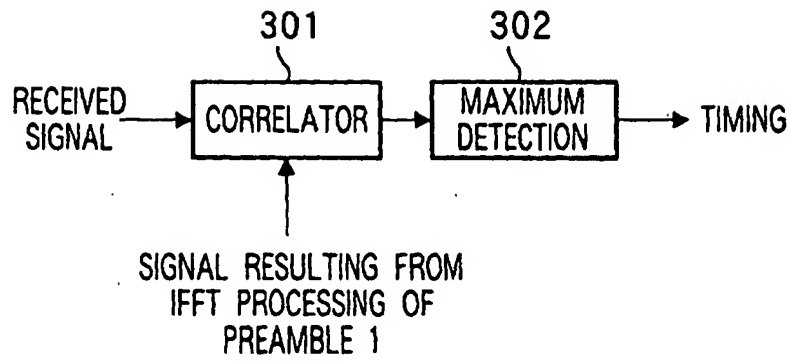 301
302
RECEIVED
SIGNAL
CORRELATOR
MAXIMUM
DETECTION
TIMING
SIGNAL RESULTING FROM
IFFT PROCESSING OF
PREAMBLE 1